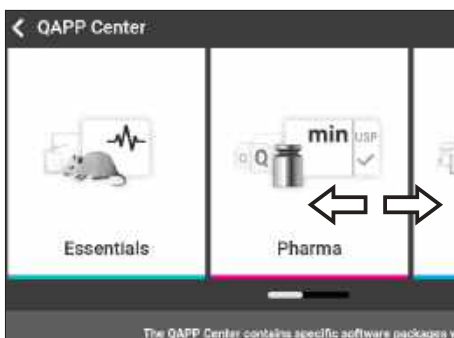 QAPP Center
Q
Q
min
USP
Essentials
Pharma
The QAPP Center contains specific software packages